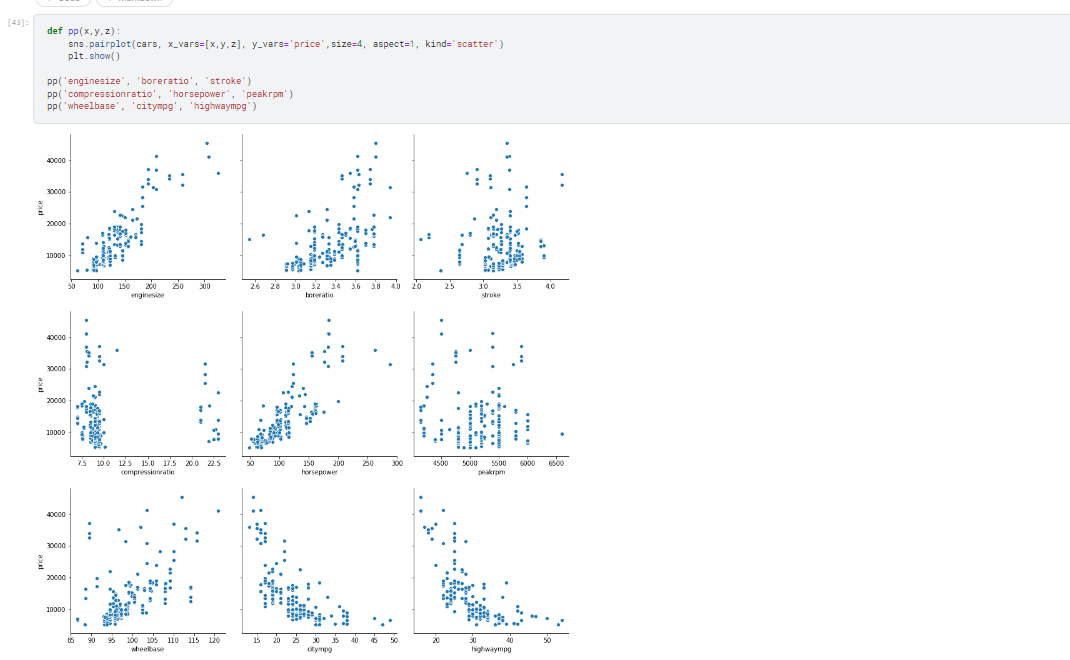 [43]:
def pp(x,y,z):
sns.pairplot(cars, x_vars=[x,y,z], y_vars='price',size=4, aspect=1, kind='scatter')
plt.show()
pp('enginesize', 'boreratio', 'stroke')
pp('compressionratio', 'horsepower', 'peakrpm')
pp('wheelbase', 'citympg', 'highwaympg')
40000
30000
20000
10000
price
50 100 150 200 250 300
enginesize
2.6 2.8 3.0 3.2 3.4 3.6 3.8 4.0
boreratio
2.0 2.5 3.0 3.5 4.0
stroke
40000
30000
20000
10000
price
7.5 10.0 12.5 15.0 17.5 20.0 22.5
compressionratio
50 100 150 200 250 300
horsepower
4500 5000 5500 6000 6500
peakrpm
40000
30000
20000
10000
price
85 90 95 100 105 110 115 120
wheelbase
15 20 25 30 35 40 45 50
citympg
20 30 40 50
highwaympg